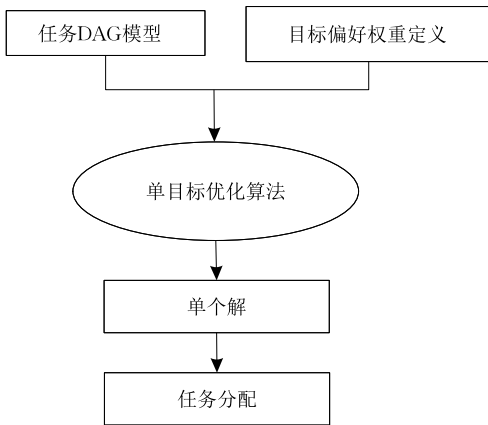 任务DAG模型
目标偏好权重定义
单目标优化算法
单个解
任务分配